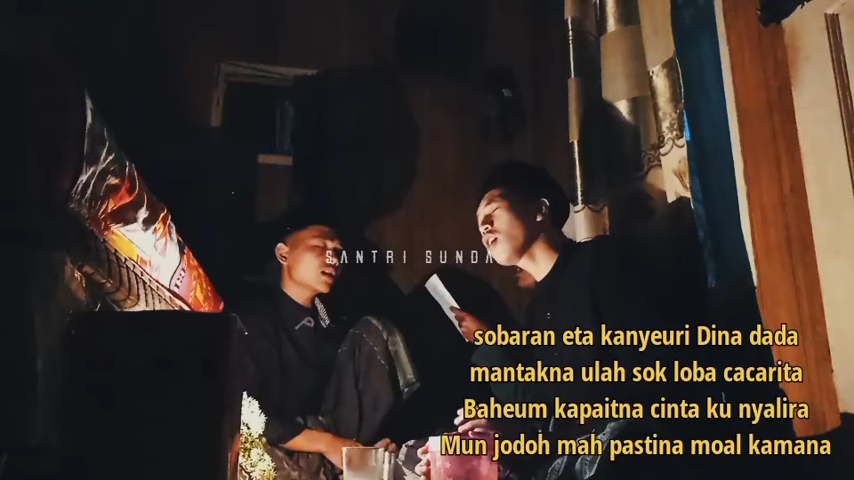 SANTRI SUNDA
sobaran eta kanyeuri Dina dada
mantakna ulah sok loba cacarita
Baheum kapaitna cinta ku nyalira
Mun jodoh mah pastina moal kamana